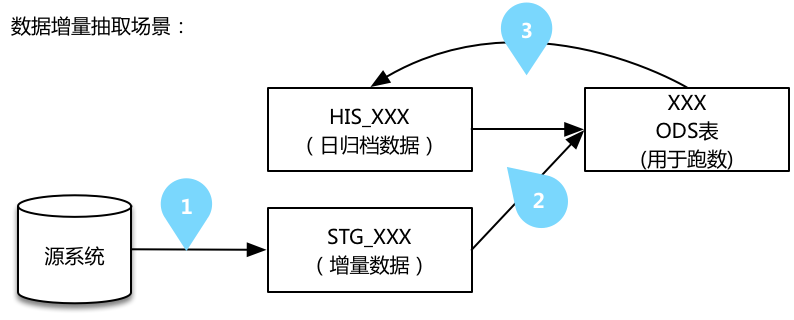 数据增量抽取场景：
3
HIS_XXX
（日归档数据）
XXX
ODS表
(用于跑数)
1
2
源系统
STG_XXX
（增量数据）